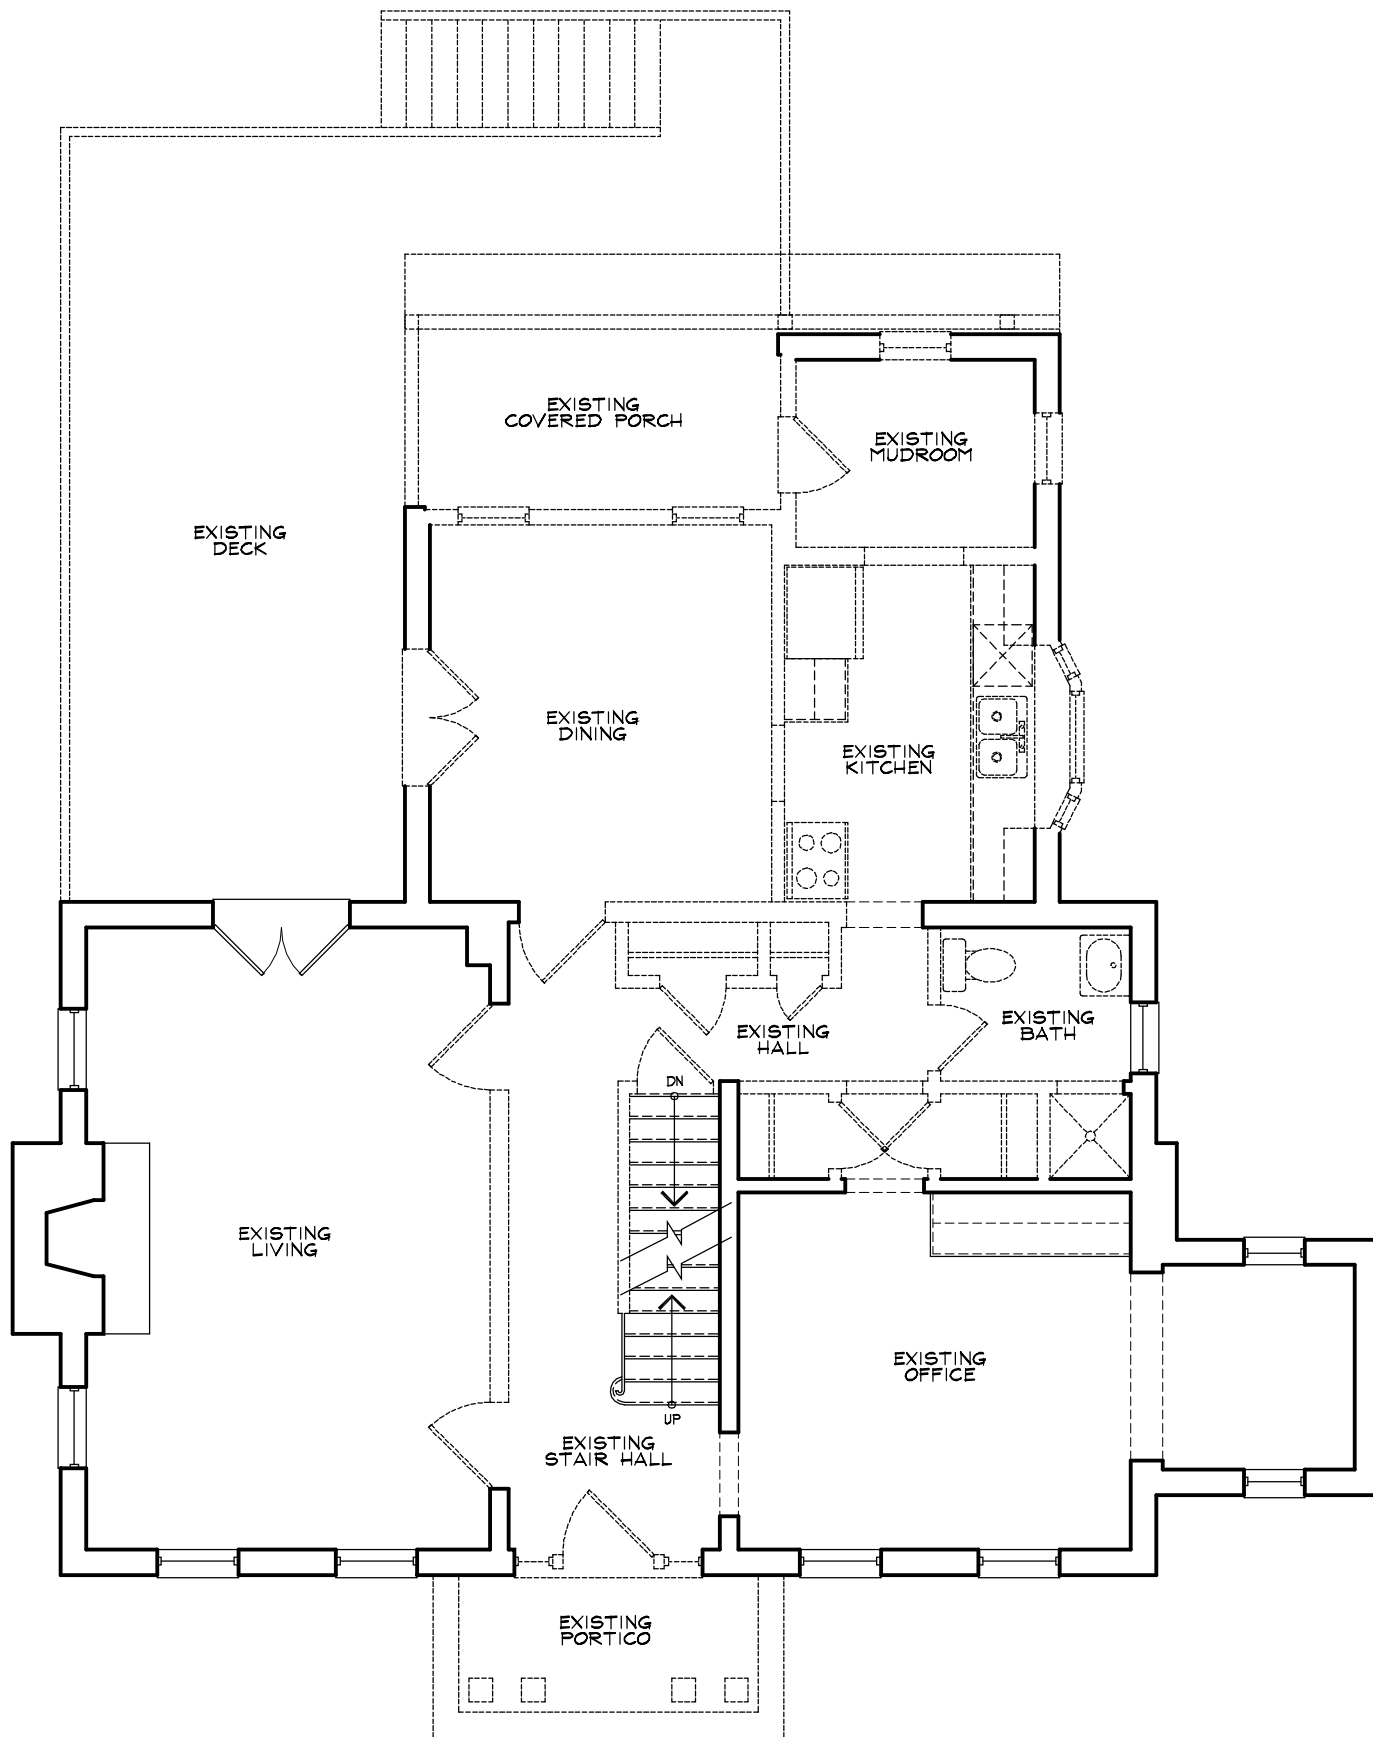 EXISTING
COVERED PORCH
EXISTING
MUDROOM
EXISTING
DECK
EXISTING
DINING
EXISTING
KITCHEN
EXISTING
HALL
EXISTING
BATH
DN
EXISTING
LIVING
EXISTING
OFFICE
UP
EXISTING
STAIR HALL
EXISTING
PORTICO